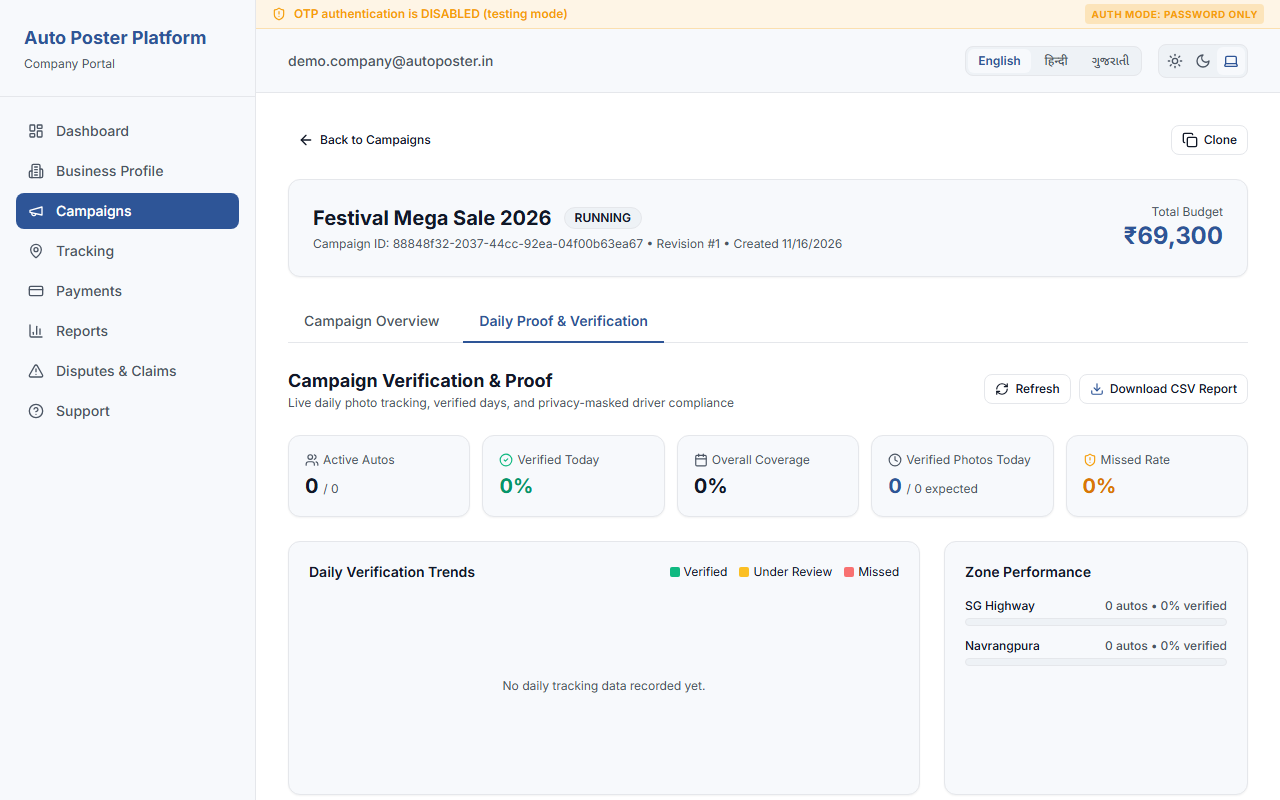 OTP authentication is DISABLED (testing mode)
AUTH MODE: PASSWORD ONLY
Auto Poster Platform
Company Portal
demo.company@autoposter.in
English
हिन्दी
ગુજરાતી
Dashboard
Business Profile
Campaigns
Tracking
Payments
Reports
Disputes & Claims
Support
Back to Campaigns
Clone
Festival Mega Sale 2026 RUNNING
Campaign ID: 88848f32-2037-44cc-92ea-04f00b63ea67 • Revision #1 • Created 11/16/2026
Total Budget
₹69,300
Campaign Overview
Daily Proof & Verification
Campaign Verification & Proof
Live daily photo tracking, verified days, and privacy-masked driver compliance
Refresh
Download CSV Report
Active Autos
0 / 0
Verified Today
0%
Overall Coverage
0%
Verified Photos Today
0 / 0 expected
Missed Rate
0%
Daily Verification Trends
Verified
Under Review
Missed
No daily tracking data recorded yet.
Zone Performance
SG Highway 0 autos • 0% verified
Navrangpura 0 autos • 0% verified